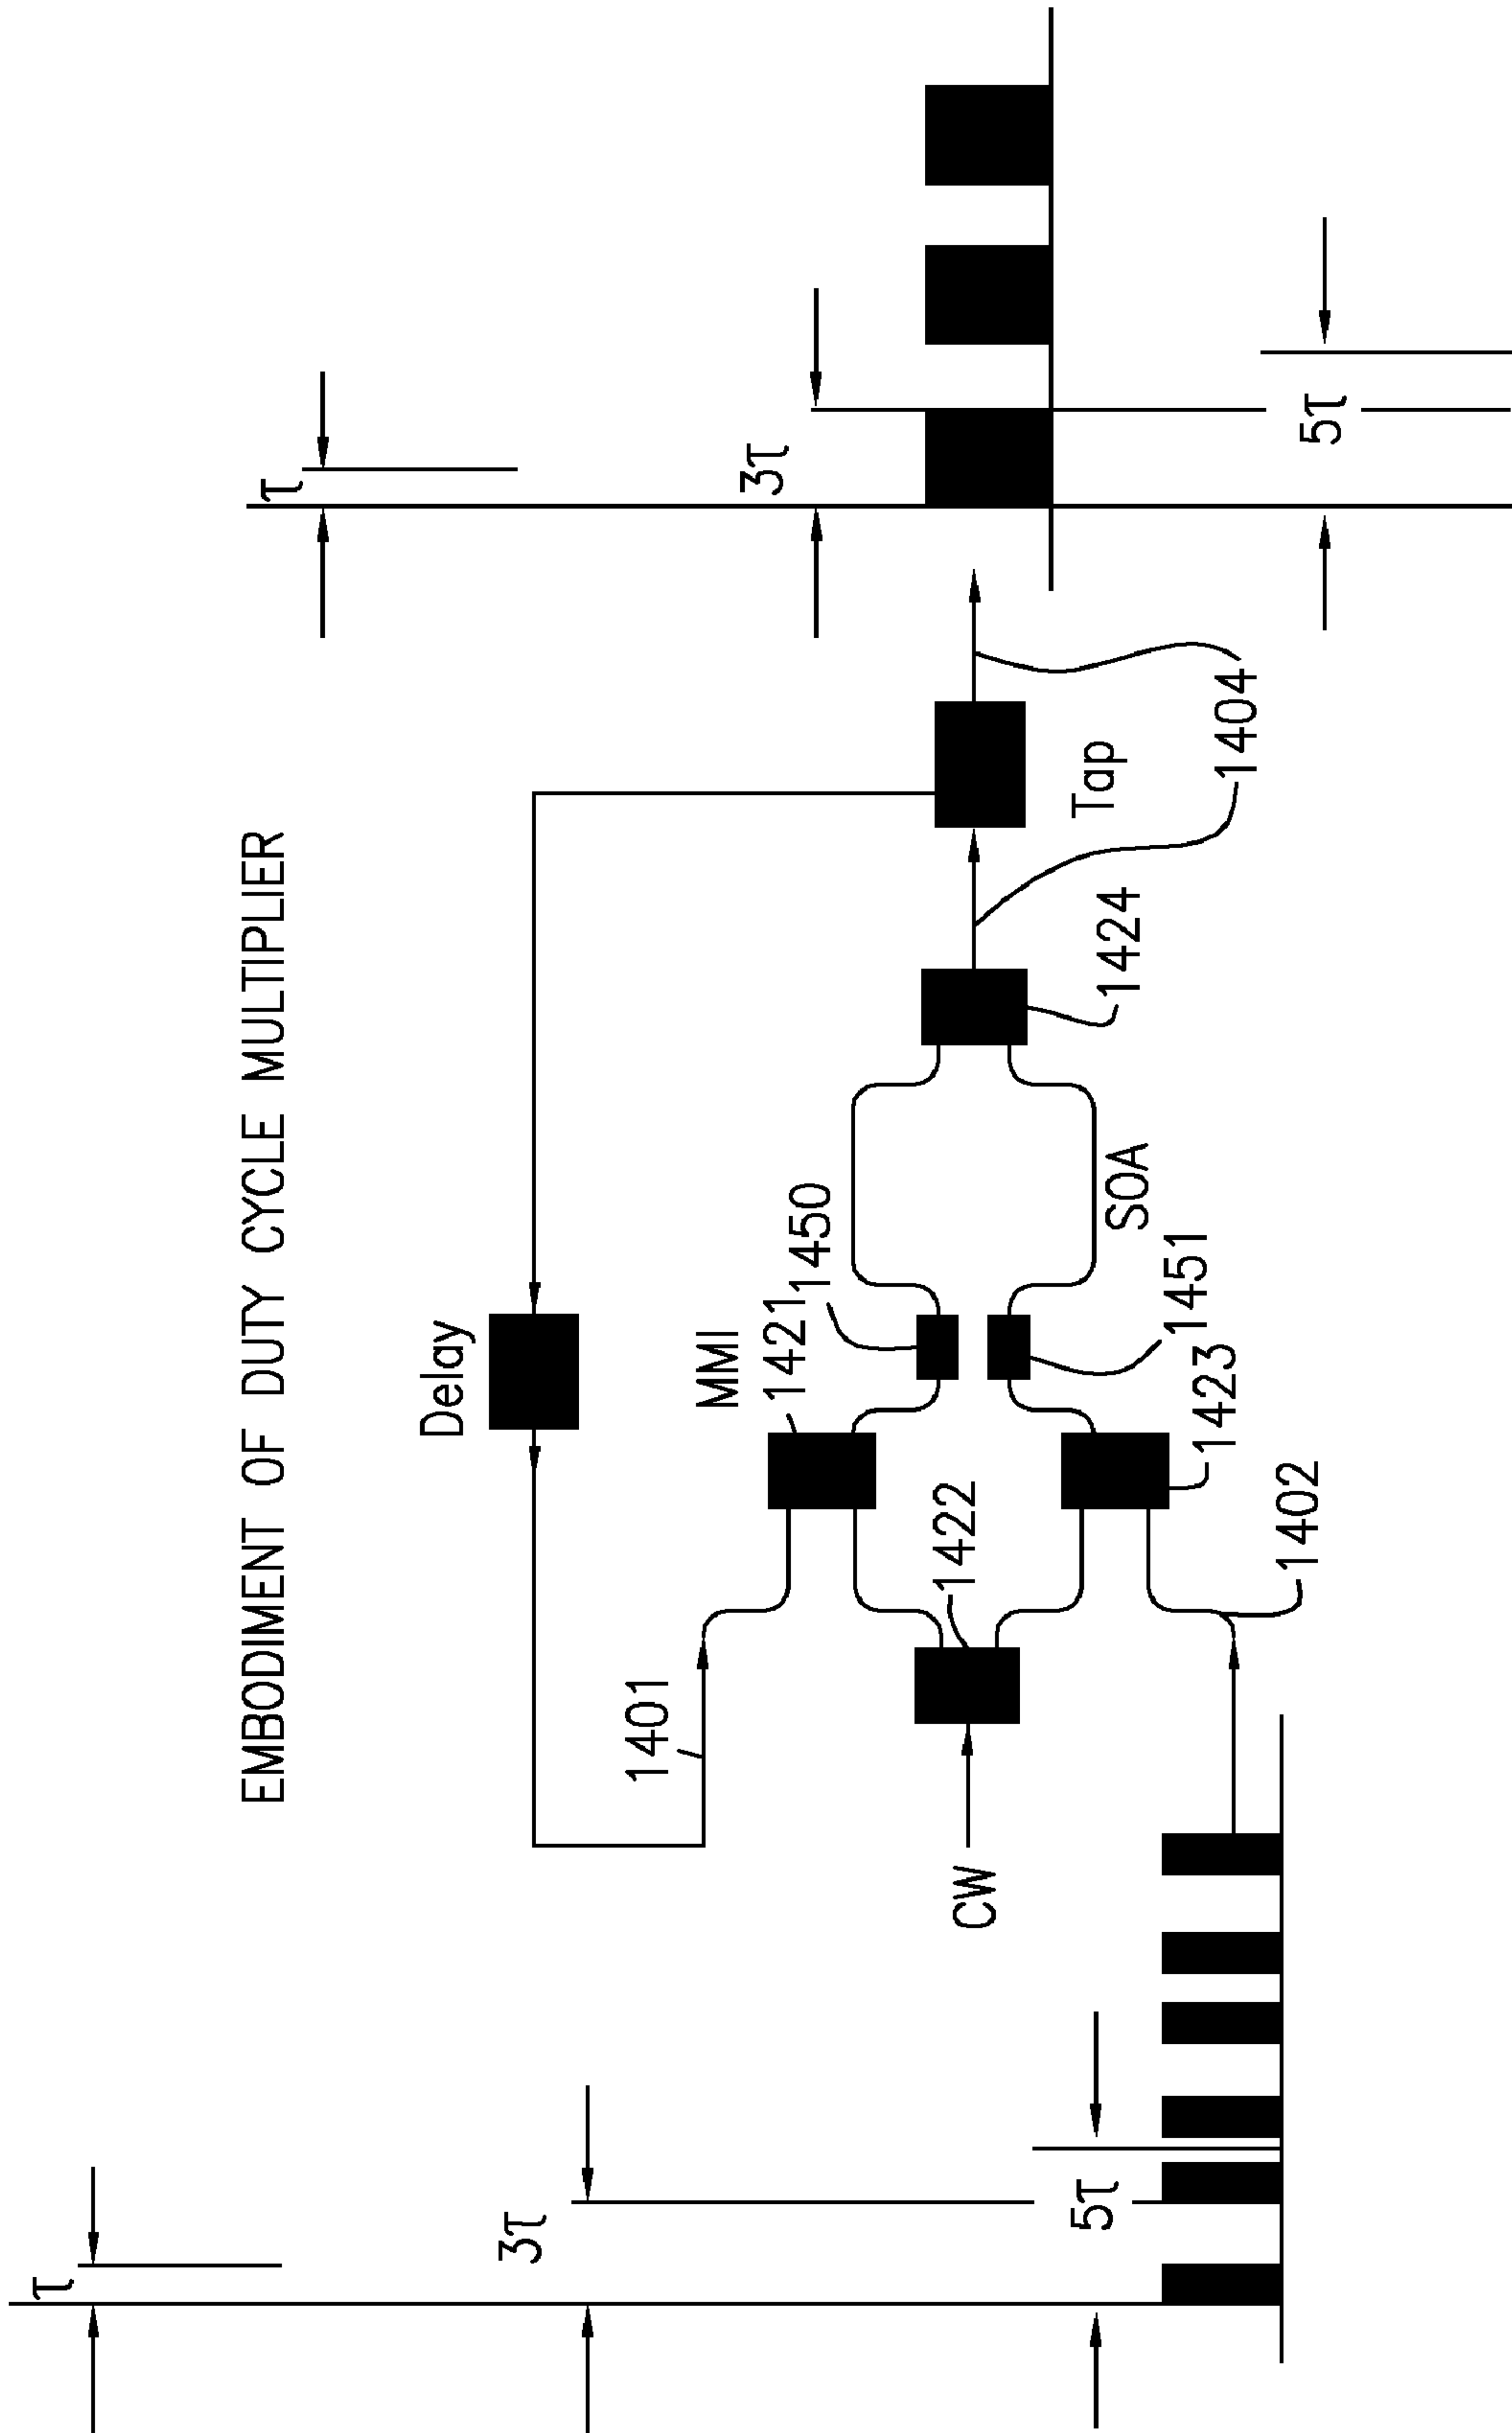 EMBODIMENT OF DUTY CYCLE MULTIPLIER
τ
3τ
5τ
Delay
1401
MMI
1421
1450
CW
1422
1451
SOA
1423
1402
1424
Tap
1404
τ
3τ
5τ